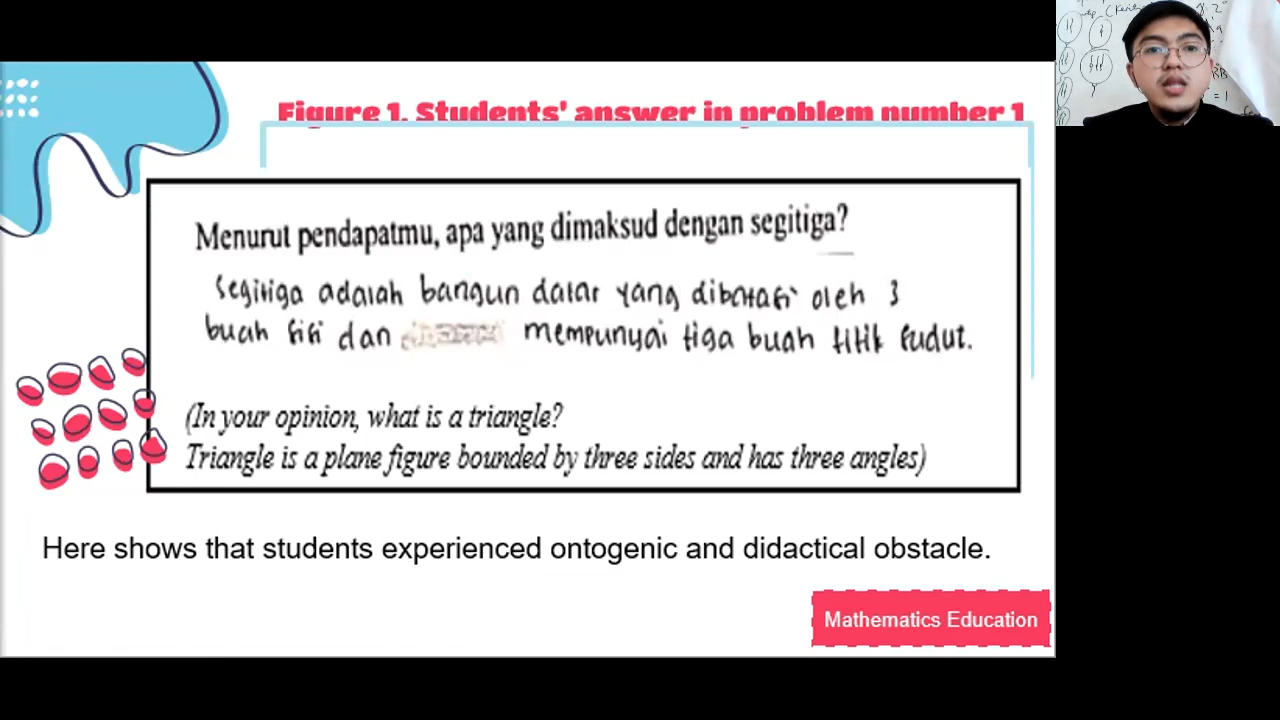 Figure 1. Students' answer in problem number 1
Menurut pendapatmu, apa yang dimaksud dengan segitiga?
Segitiga adalah bangun datar yang dibatasi oleh 3
buah sisi dan mempunyai tiga buah titik sudut.
(In your opinion, what is a triangle?
Triangle is a plane figure bounded by three sides and has three angles)
Here shows that students experienced ontogenic and didactical obstacle.
Mathematics Education